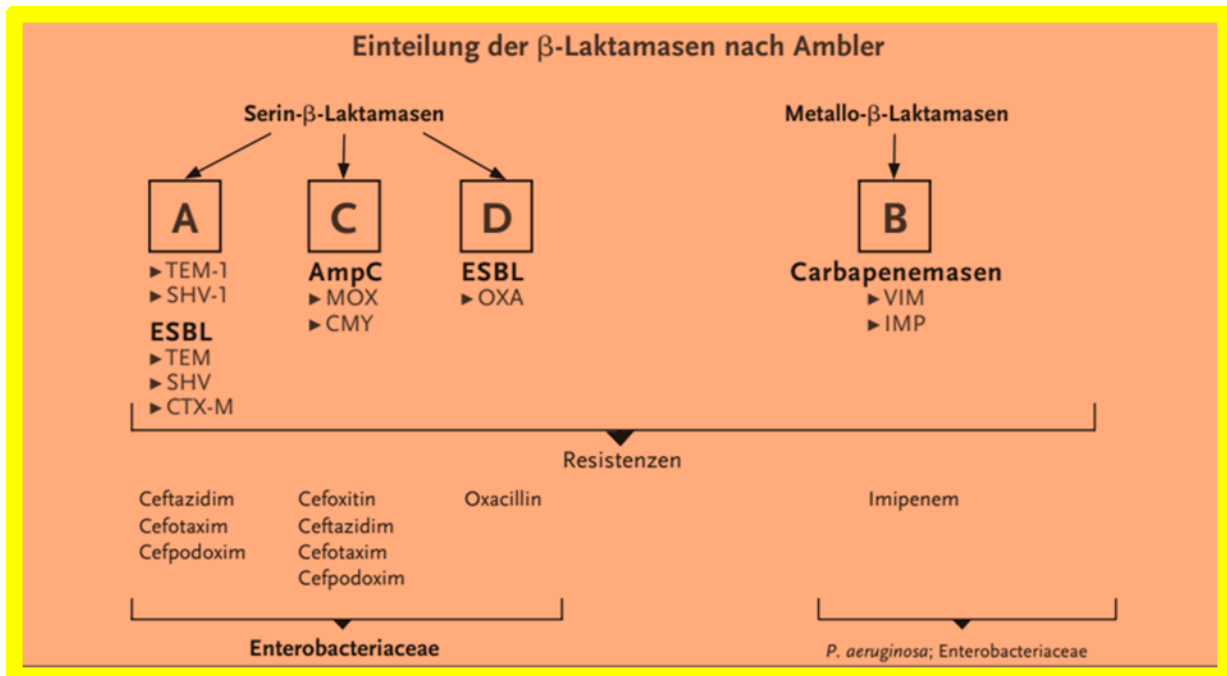 Einteilung der β-Laktamasen nach Ambler
Serin-β-Laktamasen
A
▸TEM-1
▸SHV-1
ESBL
▸TEM
▸SHV
▸CTX-M
C
AmpC
▸MOX
▸CMY
D
ESBL
▸OXA
Metallo-β-Laktamasen
B
Carbapenemasen
▸VIM
▸IMP
Resistenzen
Ceftazidim
Cefotaxim
Cefpodoxim
Cefoxitin
Ceftazidim
Cefotaxim
Cefpodoxim
Oxacillin
Imipenem
Enterobacteriaceae
P. aeruginosa; Enterobacteriaceae